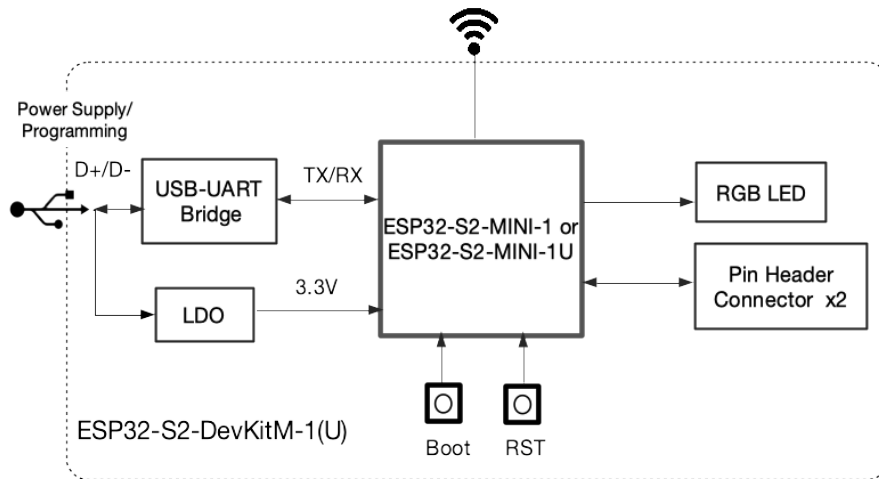 Power Supply/
Programming
D+/D-
USB-UART
Bridge
TX/RX
ESP32-S2-MINI-1 or
ESP32-S2-MINI-1U
RGB LED
Pin Header
Connector x2
LDO
3.3V
Boot
RST
ESP32-S2-DevKitM-1(U)